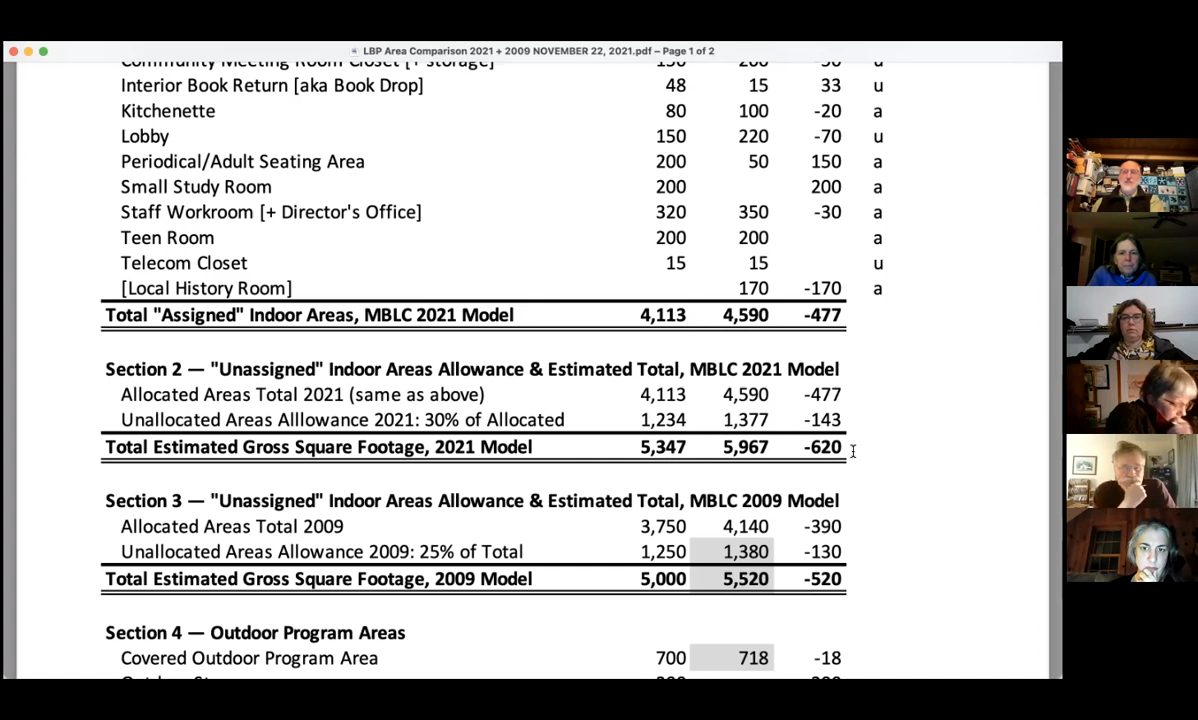 LBP Area Comparison 2021 + 2009 NOVEMBER 22, 2021.pdf — Page 1 of 2
Community Meeting Room Closet [+ storage] 150 200 -50 u
Interior Book Return [aka Book Drop] 48 15 33 u
Kitchenette 80 100 -20 a
Lobby 150 220 -70 u
Periodical/Adult Seating Area 200 50 150 a
Small Study Room 200 200 a
Staff Workroom [+ Director's Office] 320 350 -30 a
Teen Room 200 200 a
Telecom Closet 15 15 u
[Local History Room] 170 -170 a
Total "Assigned" Indoor Areas, MBLC 2021 Model 4,113 4,590 -477
Section 2 — "Unassigned" Indoor Areas Allowance & Estimated Total, MBLC 2021 Model
Allocated Areas Total 2021 (same as above) 4,113 4,590 -477
Unallocated Areas Alllowance 2021: 30% of Allocated 1,234 1,377 -143
Total Estimated Gross Square Footage, 2021 Model 5,347 5,967 -620
Section 3 — "Unassigned" Indoor Areas Allowance & Estimated Total, MBLC 2009 Model
Allocated Areas Total 2009 3,750 4,140 -390
Unallocated Areas Allowance 2009: 25% of Total 1,250 1,380 -130
Total Estimated Gross Square Footage, 2009 Model 5,000 5,520 -520
Section 4 — Outdoor Program Areas
Covered Outdoor Program Area 700 718 -18